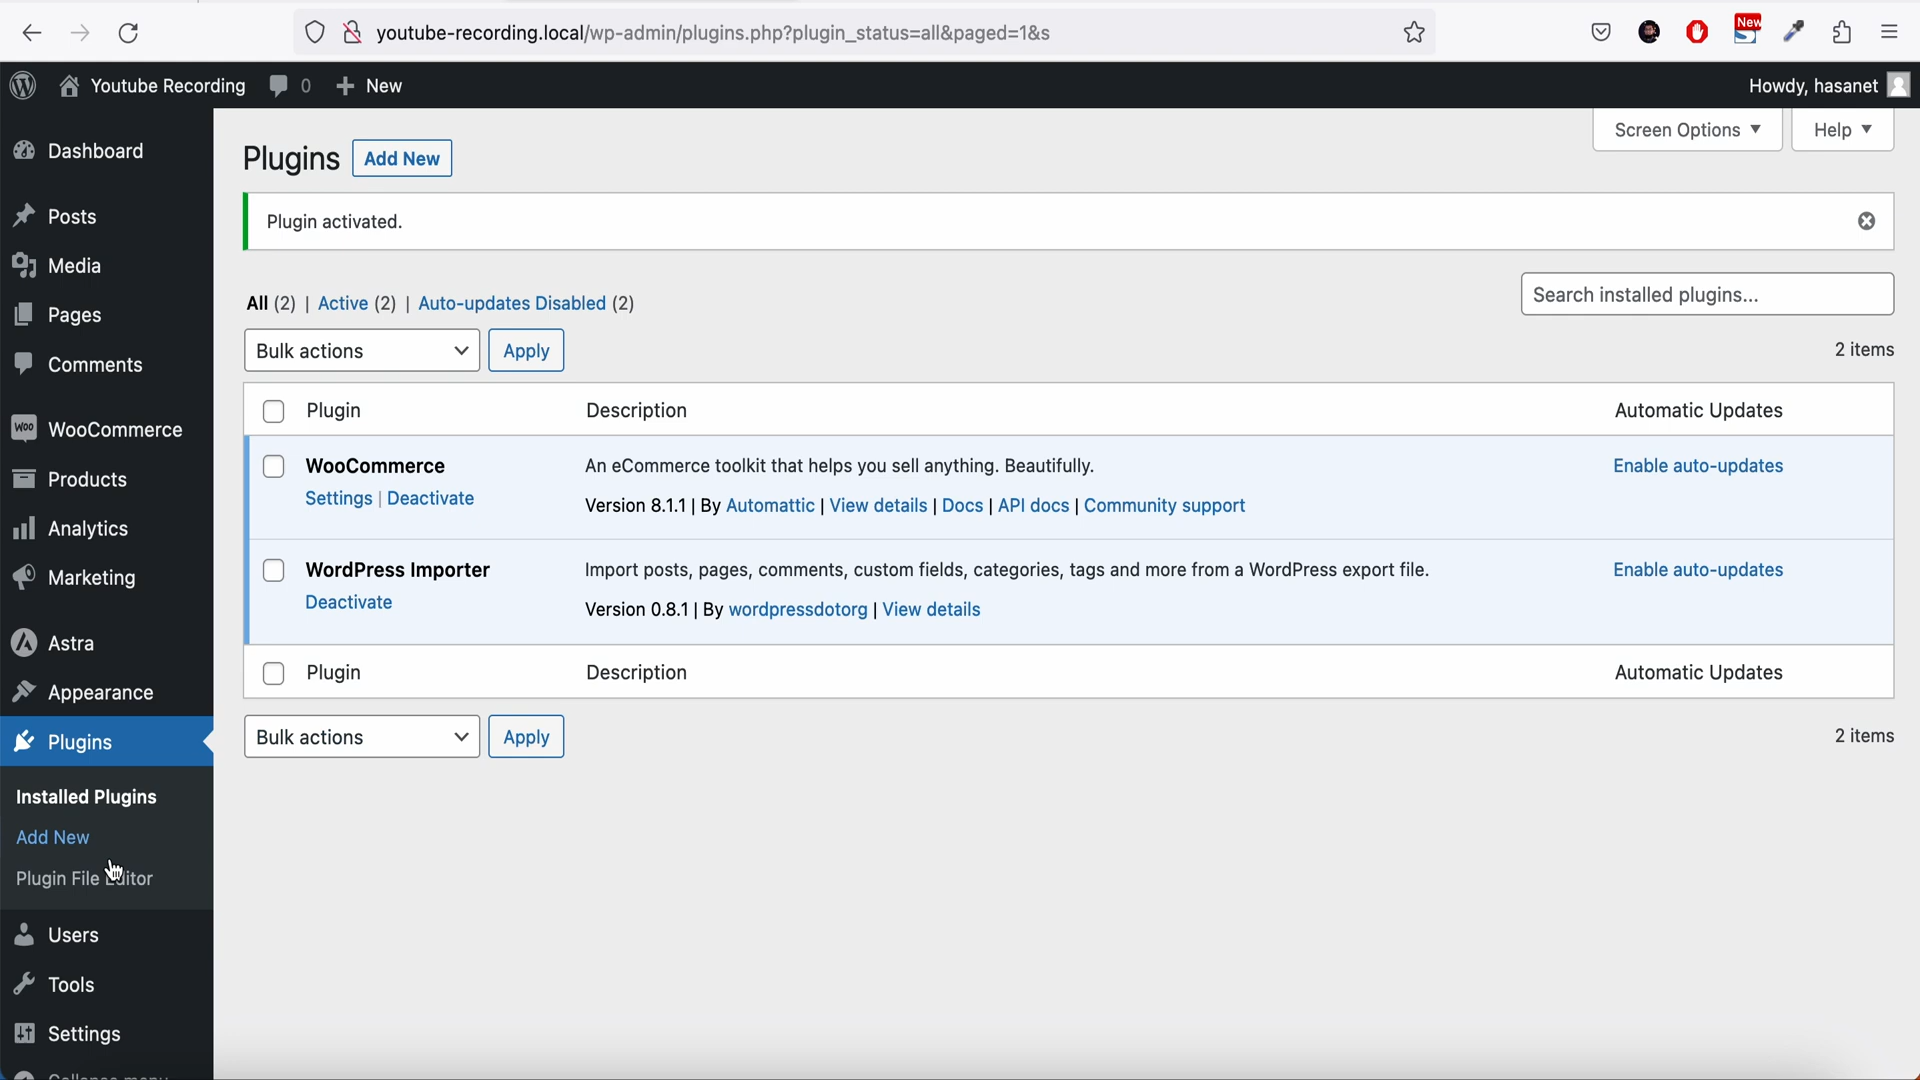 youtube-recording.local/wp-admin/plugins.php?plugin_status=all&paged=1&s
New
Youtube Recording 0 + New Howdy, hasanet
Dashboard
Posts
Media
Pages
Comments
Woo WooCommerce
Products
Analytics
Marketing
Astra
Appearance
Plugins
Installed Plugins
Add New
Plugin File
Users
Tools
Settings
Screen Options ▼ Help ▼
Plugins Add New
Plugin activated.
All (2) | Active (2) | Auto-updates Disabled (2)
Search installed plugins...
Bulk actions Apply 2 items
Plugin Description Automatic Updates
WooCommerce An eCommerce toolkit that helps you sell anything. Beautifully. Enable auto-updates
Settings | Deactivate Version 8.1.1 | By Automattic | View details | Docs | API docs | Community support
WordPress Importer Import posts, pages, comments, custom fields, categories, tags and more from a WordPress export file. Enable auto-updates
Deactivate Version 0.8.1 | By wordpressdotorg | View details
Plugin Description Automatic Updates
Bulk actions Apply 2 items